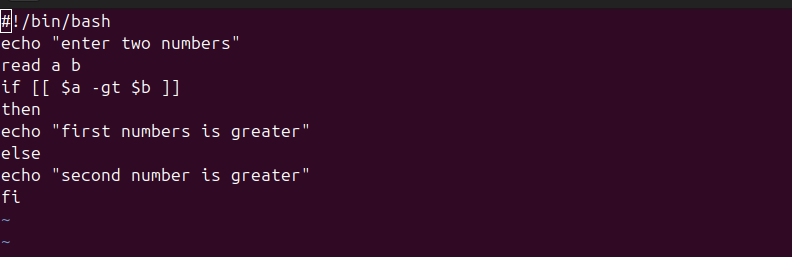 #!/bin/bash
echo "enter two numbers"
read a b
if [[ $a -gt $b ]]
then
echo "first numbers is greater"
else
echo "second number is greater"
fi
~
~